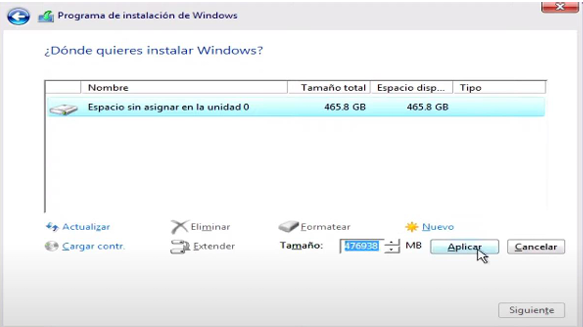 Programa de instalación de Windows
¿Dónde quieres instalar Windows?
Nombre Tamaño total Espacio disp... Tipo
Espacio sin asignar en la unidad 0 465.8 GB 465.8 GB
Actualizar Eliminar Formatear Nuevo
Cargar contr. Extender Tamaño: 476938 MB Aplicar Cancelar
Siguiente